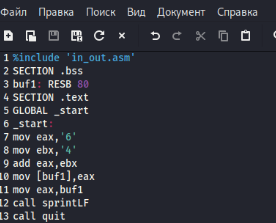 Файл Правка Поиск Вид Документ Справка
1 %include 'in_out.asm'
2 SECTION .bss
3 buf1: RESB 80
4 SECTION .text
5 GLOBAL _start
6 _start:
7 mov eax,'6'
8 mov ebx,'4'
9 add eax,ebx
10 mov [buf1],eax
11 mov eax,buf1
12 call sprintLF
13 call quit